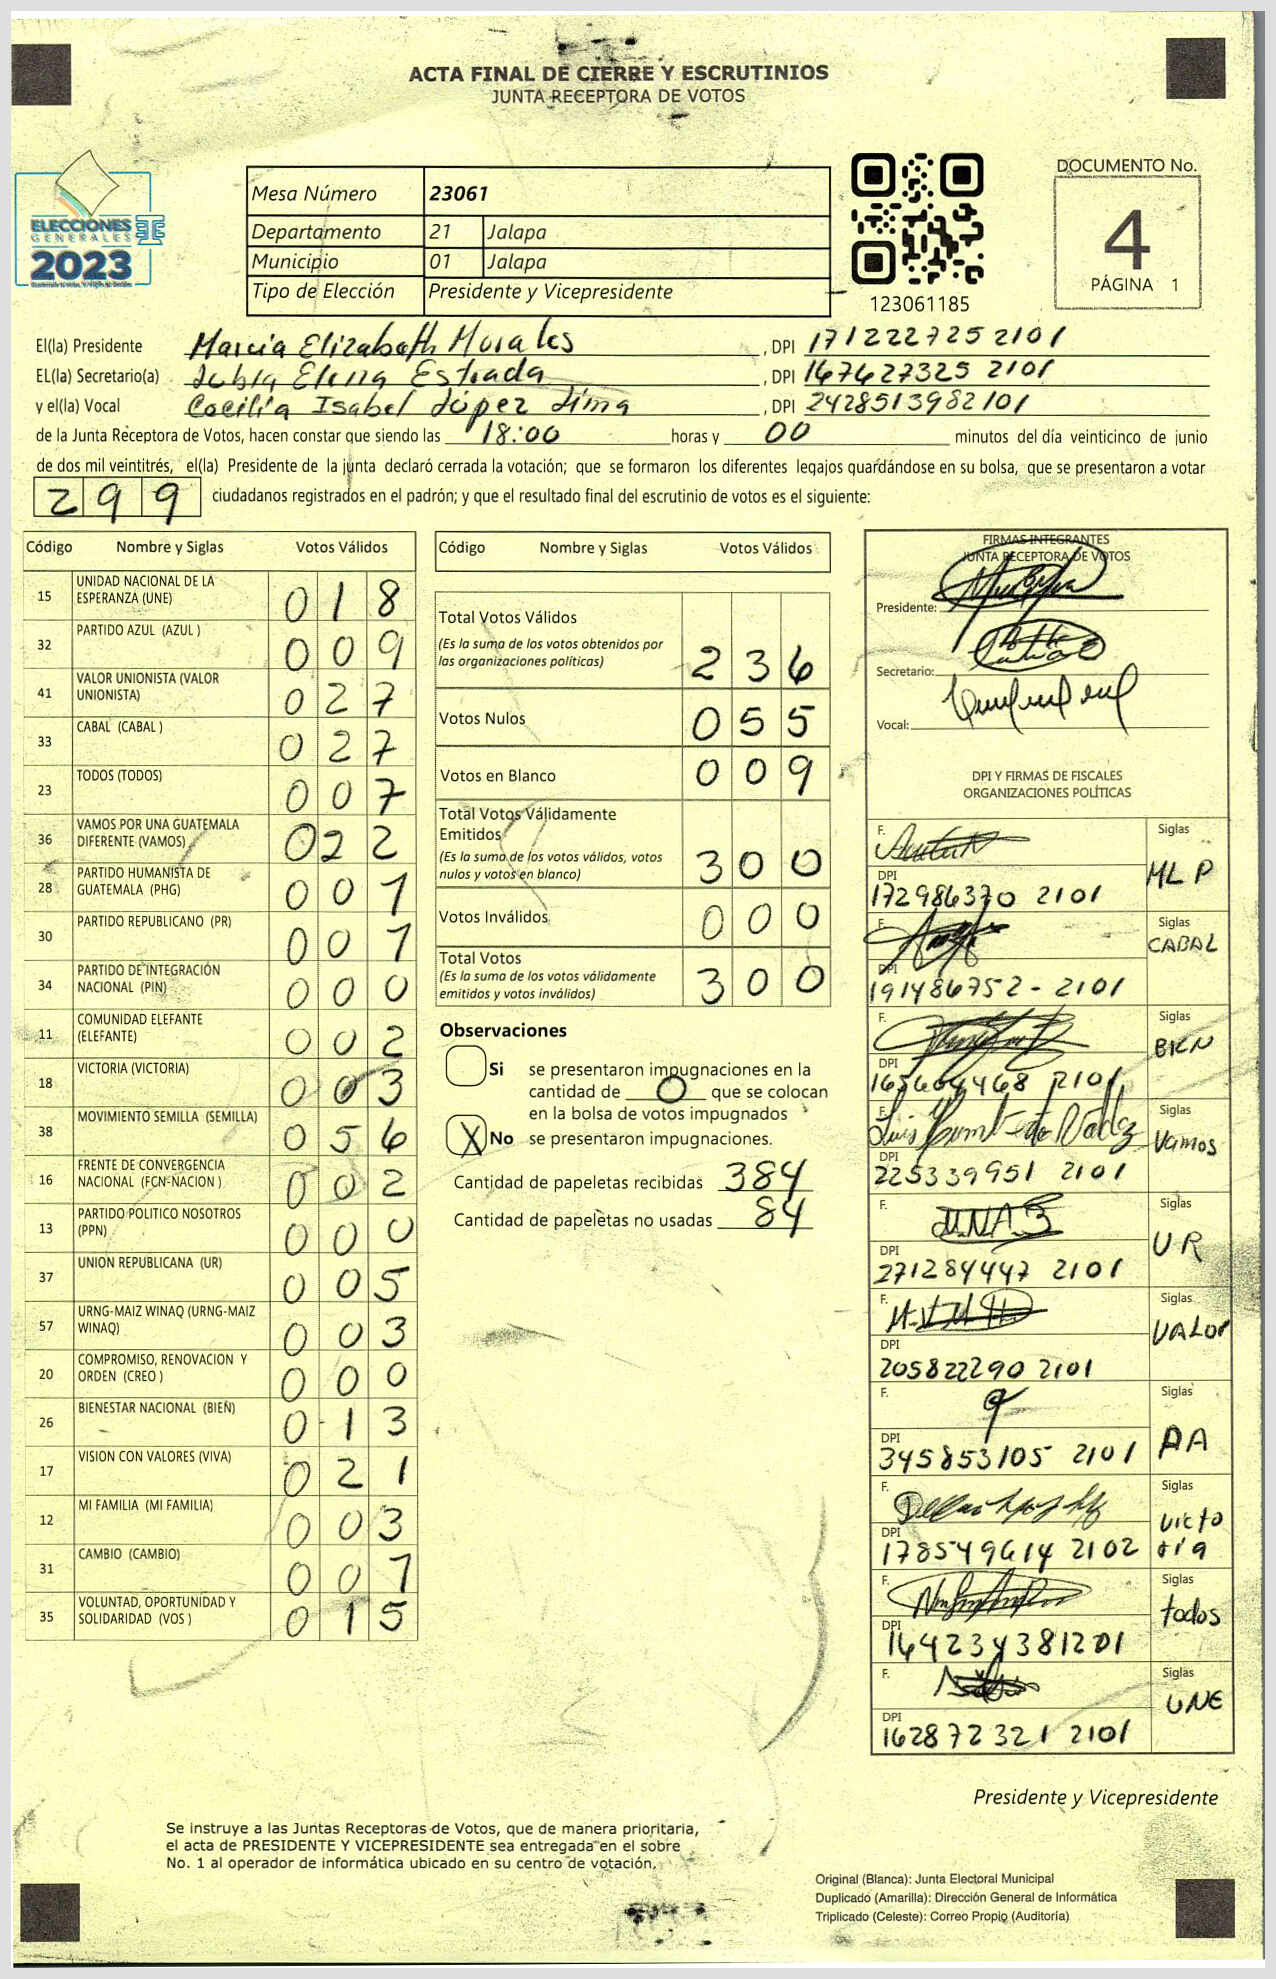 ACTA FINAL DE CIERRE Y ESCRUTINIOS
JUNTA RECEPTORA DE VOTOS
ELECCIONES
GENERALES
2023
Mesa Número 23061
Departamento 21 Jalapa
Municipio 01 Jalapa
Tipo de Elección Presidente y Vicepresidente
123061185
DOCUMENTO No.
4
PÁGINA 1
El(la) Presidente Marcia Elizabeth Morales , DPI 171222725 2101
EL(la) Secretario(a) Elena Estrada , DPI 167627325 2101
y el(la) Vocal Cecilia Isabel López Lima , DPI 2428513982101
de la Junta Receptora de Votos, hacen constar que siendo las 18:00 horas y 00 minutos del día veinticinco de junio
de dos mil veintitrés, el(la) Presidente de la junta declaró cerrada la votación; que se formaron los diferentes legajos guardándose en su bolsa, que se presentaron a votar
299 ciudadanos registrados en el padrón; y que el resultado final del escrutinio de votos es el siguiente:
Código Nombre y Siglas Votos Válidos
15 UNIDAD NACIONAL DE LA ESPERANZA (UNE) 018
32 PARTIDO AZUL (AZUL ) 009
41 VALOR UNIONISTA (VALOR UNIONISTA) 027
33 CABAL (CABAL ) 027
23 TODOS (TODOS) 007
36 VAMOS POR UNA GUATEMALA DIFERENTE (VAMOS) 022
28 PARTIDO HUMANISTA DE GUATEMALA (PHG) 001
30 PARTIDO REPUBLICANO (PR) 001
34 PARTIDO DE INTEGRACIÓN NACIONAL (PIN) 000
11 COMUNIDAD ELEFANTE (ELEFANTE) 002
18 VICTORIA (VICTORIA) 003
38 MOVIMIENTO SEMILLA (SEMILLA) 056
16 FRENTE DE CONVERGENCIA NACIONAL (FCN-NACION ) 002
13 PARTIDO POLITICO NOSOTROS (PPN) 000
37 UNION REPUBLICANA (UR) 005
57 URNG-MAIZ WINAQ (URNG-MAIZ WINAQ) 003
20 COMPROMISO, RENOVACION Y ORDEN (CREO ) 000
26 BIENESTAR NACIONAL (BIEN) 013
17 VISION CON VALORES (VIVA) 021
12 MI FAMILIA (MI FAMILIA) 003
31 CAMBIO (CAMBIO) 001
35 VOLUNTAD, OPORTUNIDAD Y SOLIDARIDAD (VOS ) 015
Código Nombre y Siglas Votos Válidos
Total Votos Válidos
(Es la suma de los votos obtenidos por las organizaciones políticas) 236
Votos Nulos 055
Votos en Blanco 009
Total Votos Válidamente Emitidos
(Es la suma de los votos válidos, votos nulos y votos en blanco) 300
Votos Inválidos 000
Total Votos
(Es la suma de los votos válidamente emitidos y votos inválidos) 300
Observaciones
Si se presentaron impugnaciones en la
cantidad de 0 que se colocan
en la bolsa de votos impugnados
X No se presentaron impugnaciones.
Cantidad de papeletas recibidas 384
Cantidad de papeletas no usadas 84
FIRMAS INTEGRANTES
JUNTA RECEPTORA DE VOTOS
Presidente:
Secretario:
Vocal:
DPI Y FIRMAS DE FISCALES
ORGANIZACIONES POLÍTICAS
F. Siglas
DPI MLP
172986370 2101
F. Siglas
CABAL
DPI
191486752-2101
F. Siglas
BIEN
DPI
165604468 2101
F. Luis Humberto Siglas
Vamos
DPI
225339951 2101
F. M.N.A.3 Siglas
UR
DPI
271284447 2101
F. Siglas
VALOR
DPI
205822290 2101
F. Siglas
PA
DPI
345853105 2101
F. Siglas
victoria
DPI
178549614 2102
F. Siglas
todos
DPI
164234381201
F. Siglas
UNE
DPI
162872321 2101
Presidente y Vicepresidente
Se instruye a las Juntas Receptoras de Votos, que de manera prioritaria,
el acta de PRESIDENTE Y VICEPRESIDENTE sea entregada en el sobre
No. 1 al operador de informática ubicado en su centro de votación.
Original (Blanca): Junta Electoral Municipal
Duplicado (Amarilla): Dirección General de Informática
Triplicado (Celeste): Correo Propio (Auditoría)